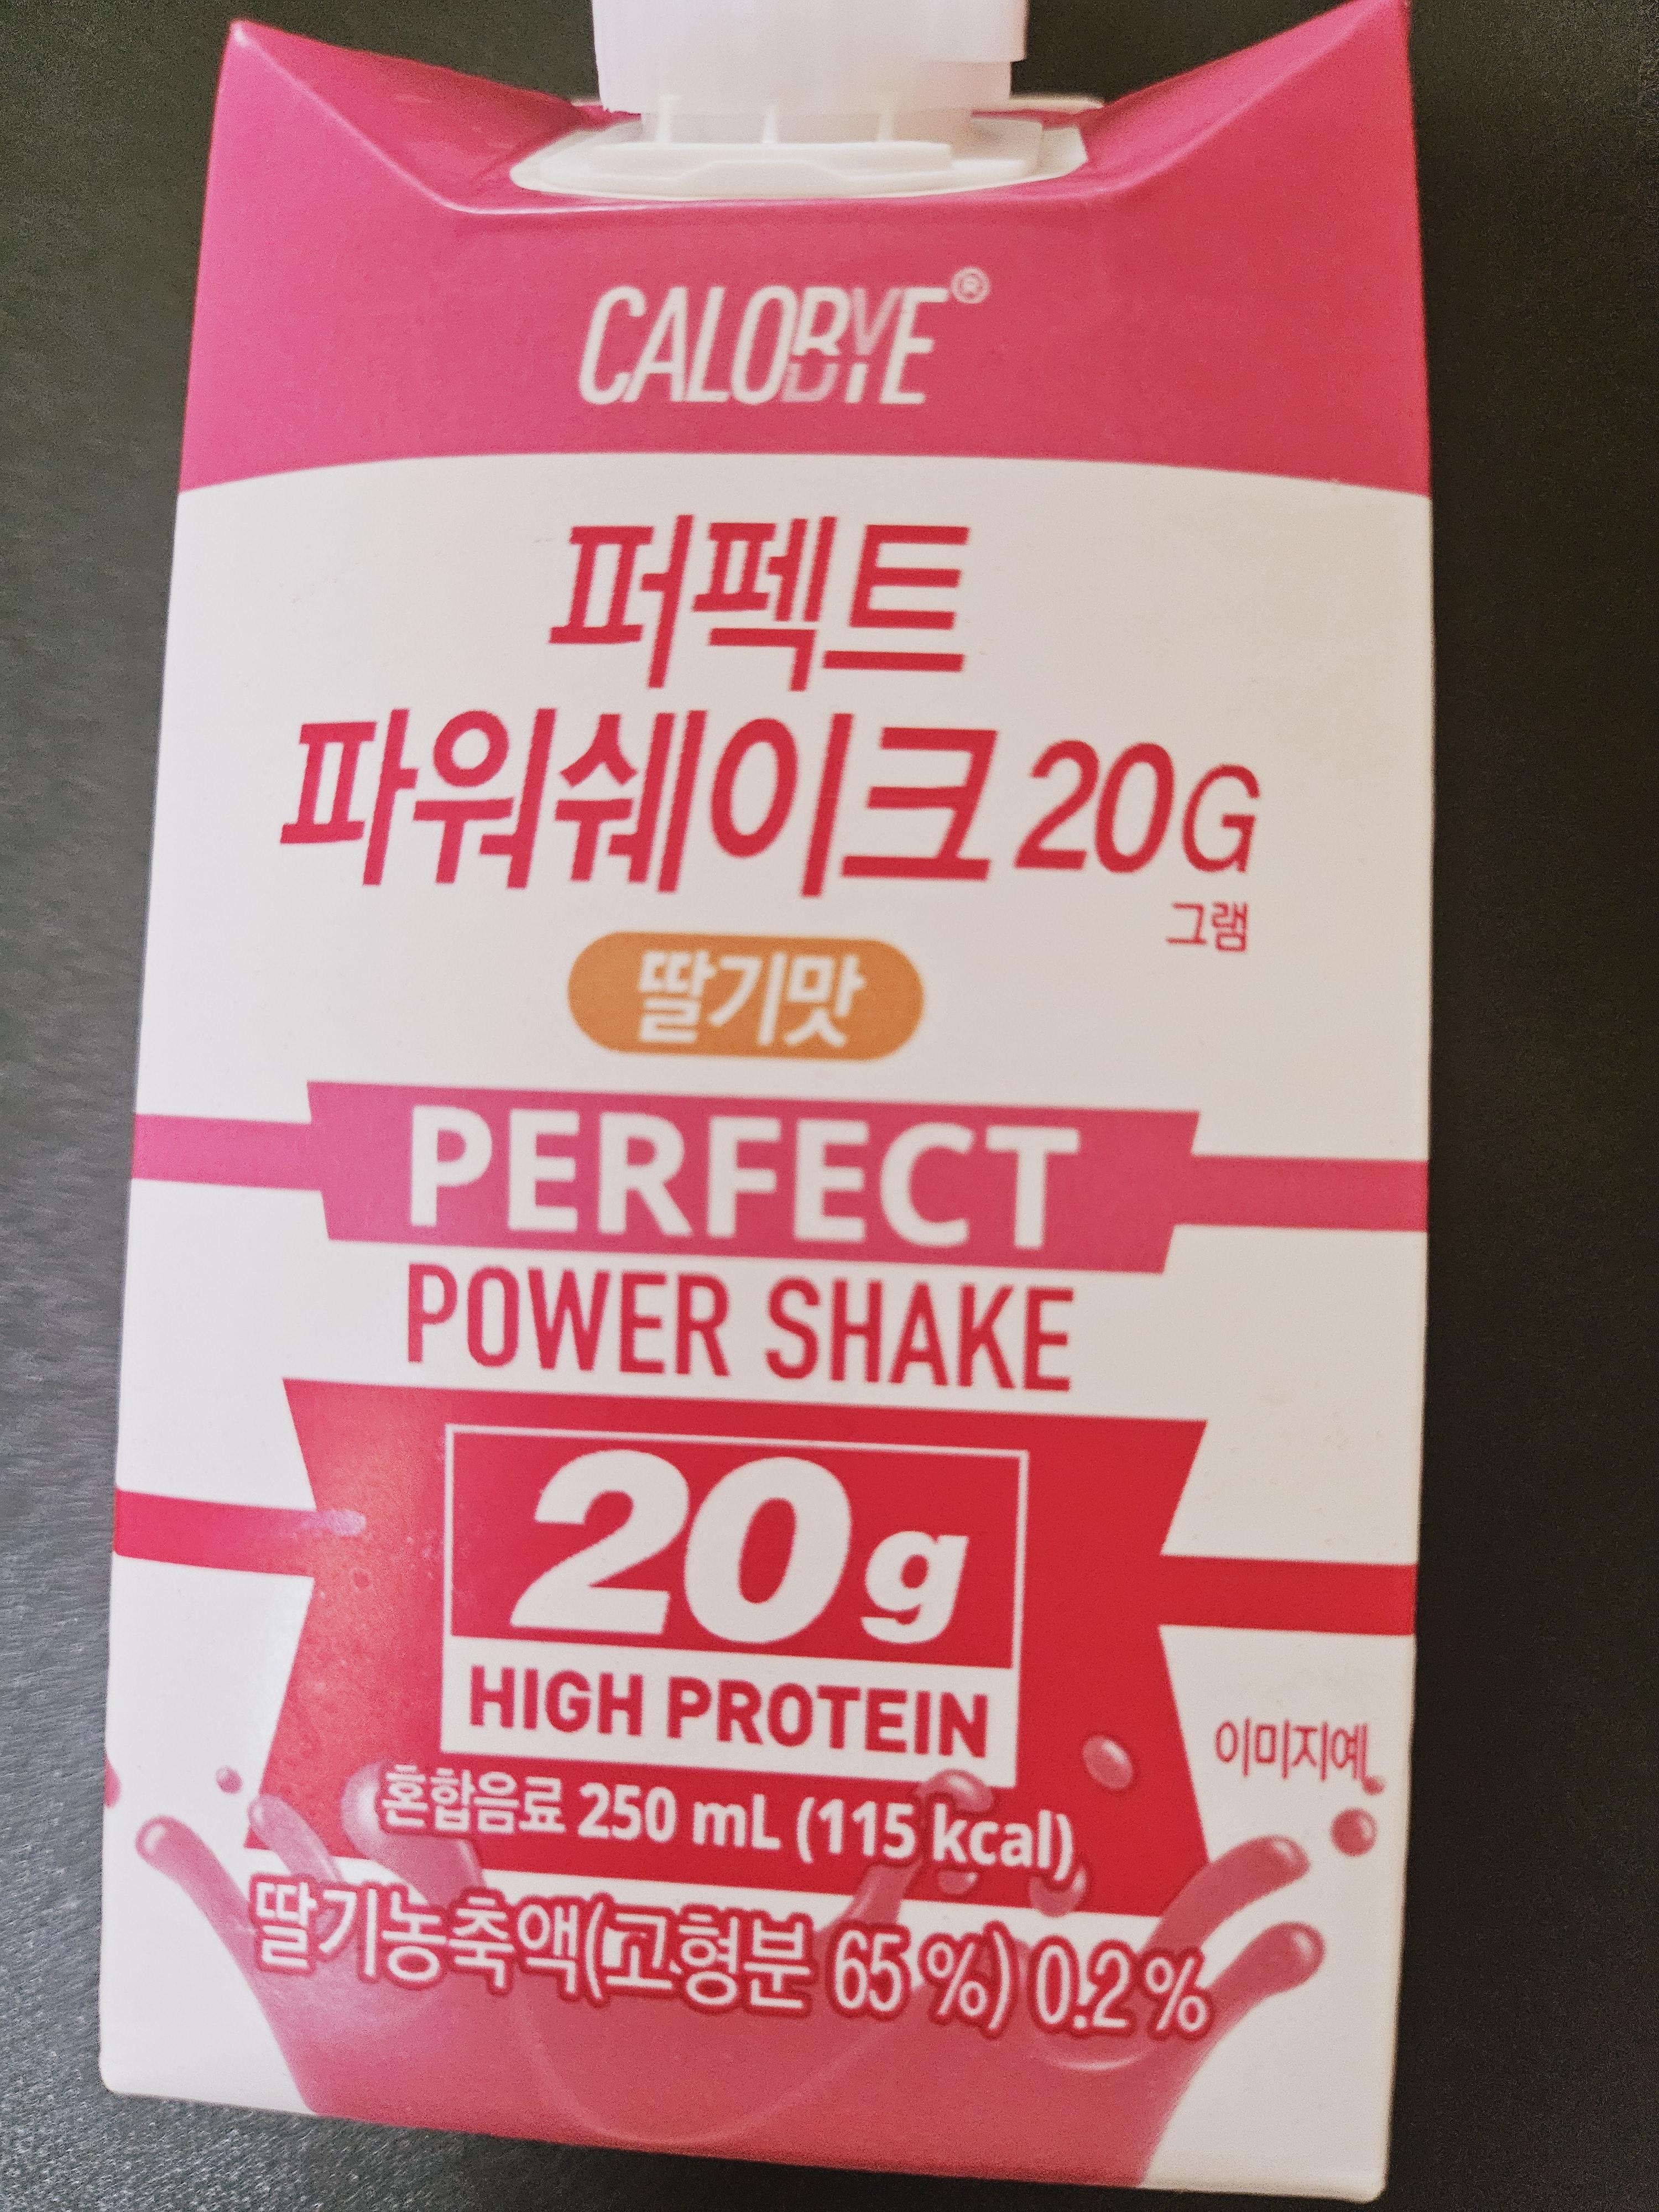 CALOBYE®
퍼펙트
파워쉐이크 20G
그램
딸기맛
PERFECT
POWER SHAKE
20g
HIGH PROTEIN
이미지예
혼합음료 250 mL (115 kcal)
딸기농축액(고형분 65 %) 0.2 %